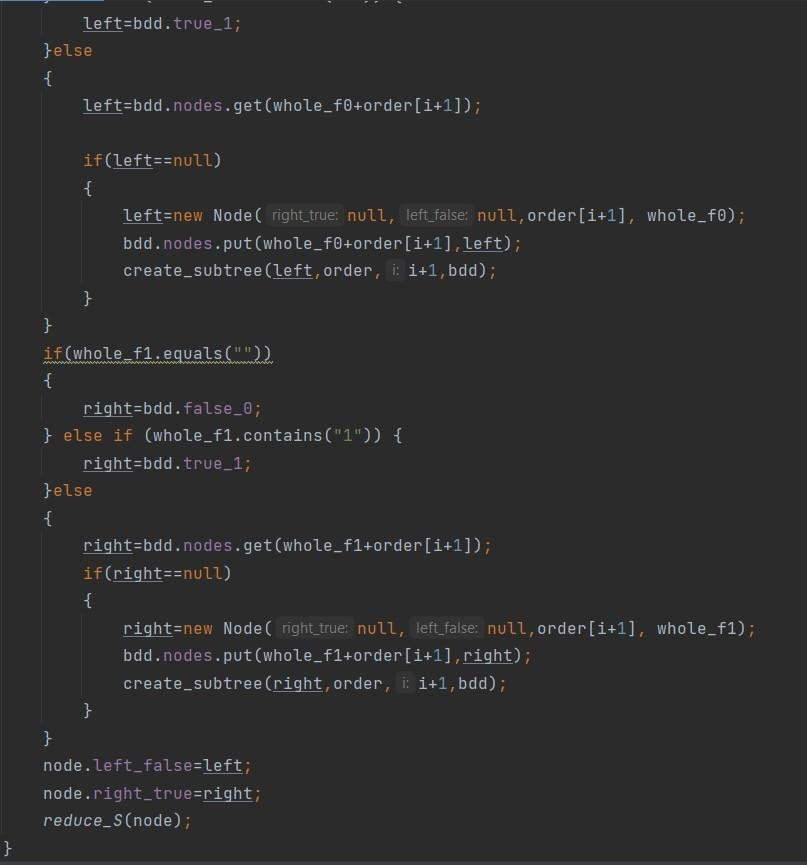 left=bdd.true_1;
}else
{
left=bdd.nodes.get(whole_f0+order[i+1]);
if(left==null)
{
left=new Node( right_true: null, left_false: null,order[i+1], whole_f0);
bdd.nodes.put(whole_f0+order[i+1],left);
create_subtree(left,order, i: i+1,bdd);
}
}
if(whole_f1.equals(""))
{
right=bdd.false_0;
} else if (whole_f1.contains("1")) {
right=bdd.true_1;
}else
{
right=bdd.nodes.get(whole_f1+order[i+1]);
if(right==null)
{
right=new Node( right_true: null, left_false: null,order[i+1], whole_f1);
bdd.nodes.put(whole_f1+order[i+1],right);
create_subtree(right,order, i: i+1,bdd);
}
}
node.left_false=left;
node.right_true=right;
reduce_S(node);
}